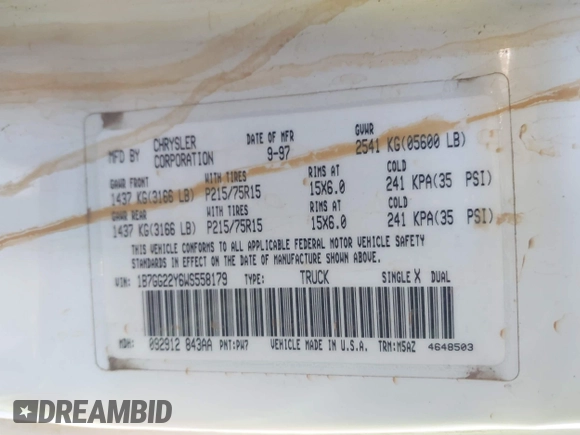 MFD BY CHRYSLER CORPORATION DATE OF MFR 9-97 GVWR 2541 KG(05600 LB)
GAWR FRONT WITH TIRES RIMS AT COLD
1437 KG(3166 LB) P215/75R15 15X6.0 241 KPA(35 PSI)
GAWR REAR WITH TIRES RIMS AT COLD
1437 KG(3166 LB) P215/75R15 15X6.0 241 KPA(35 PSI)
THIS VEHICLE CONFORMS TO ALL APPLICABLE FEDERAL MOTOR VEHICLE SAFETY
STANDARDS IN EFFECT ON THE DATE OF MANUFACTURE SHOWN ABOVE.
VIN: 1B7GG22Y6WS558179 TYPE: TRUCK SINGLE X DUAL
MDH: 092912 843AA PNT:PW7 VEHICLE MADE IN U.S.A. TRM:MSAZ 4648503
DREAMBID